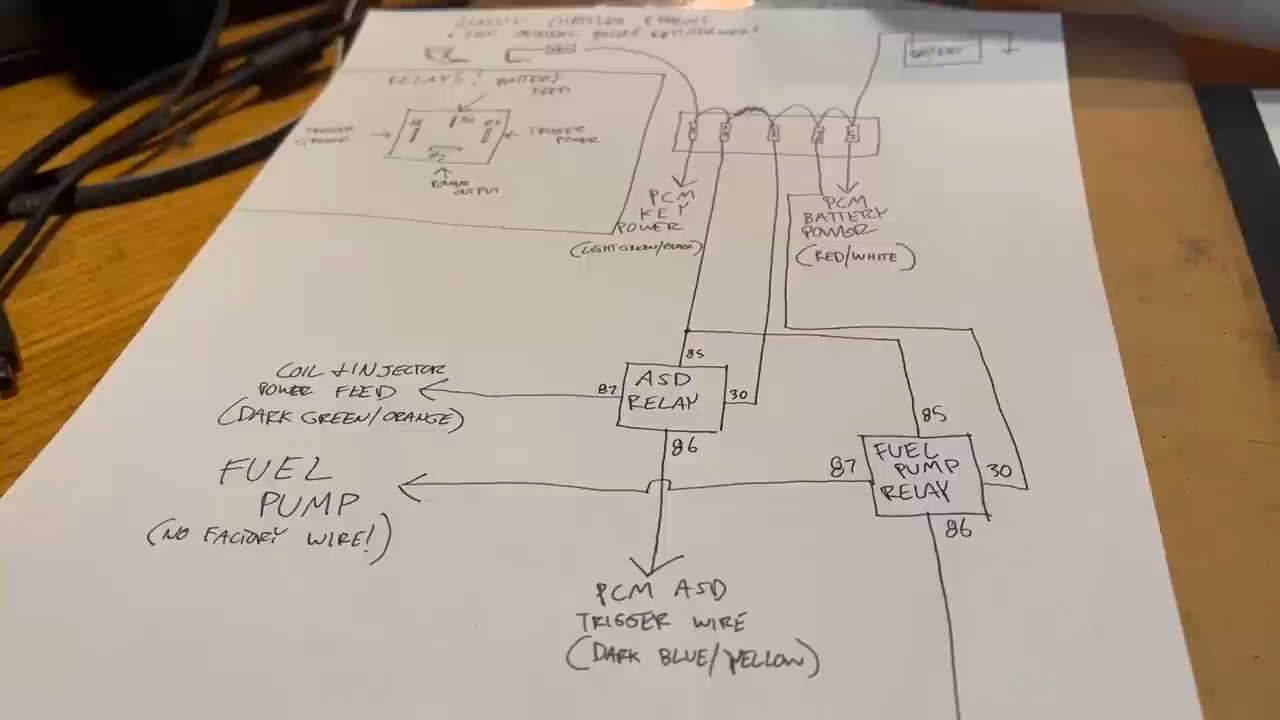 BATTERY
RELAYS!
BATTERY
FEED
30
86
85
87
TRIGGER
GROUND
TRIGGER
POWER
POWER
OUTPUT
PCM
KEY
POWER
(LIGHT GREEN/BLACK)
PCM
BATTERY
POWER
(RED/WHITE)
85
ASD
RELAY
87
30
86
COIL + INJECTOR
POWER FEED
(DARK GREEN/ORANGE)
85
FUEL
PUMP
RELAY
87
30
86
FUEL
PUMP
(NO FACTORY WIRE!)
PCM ASD
TRIGGER WIRE
(DARK BLUE/YELLOW)